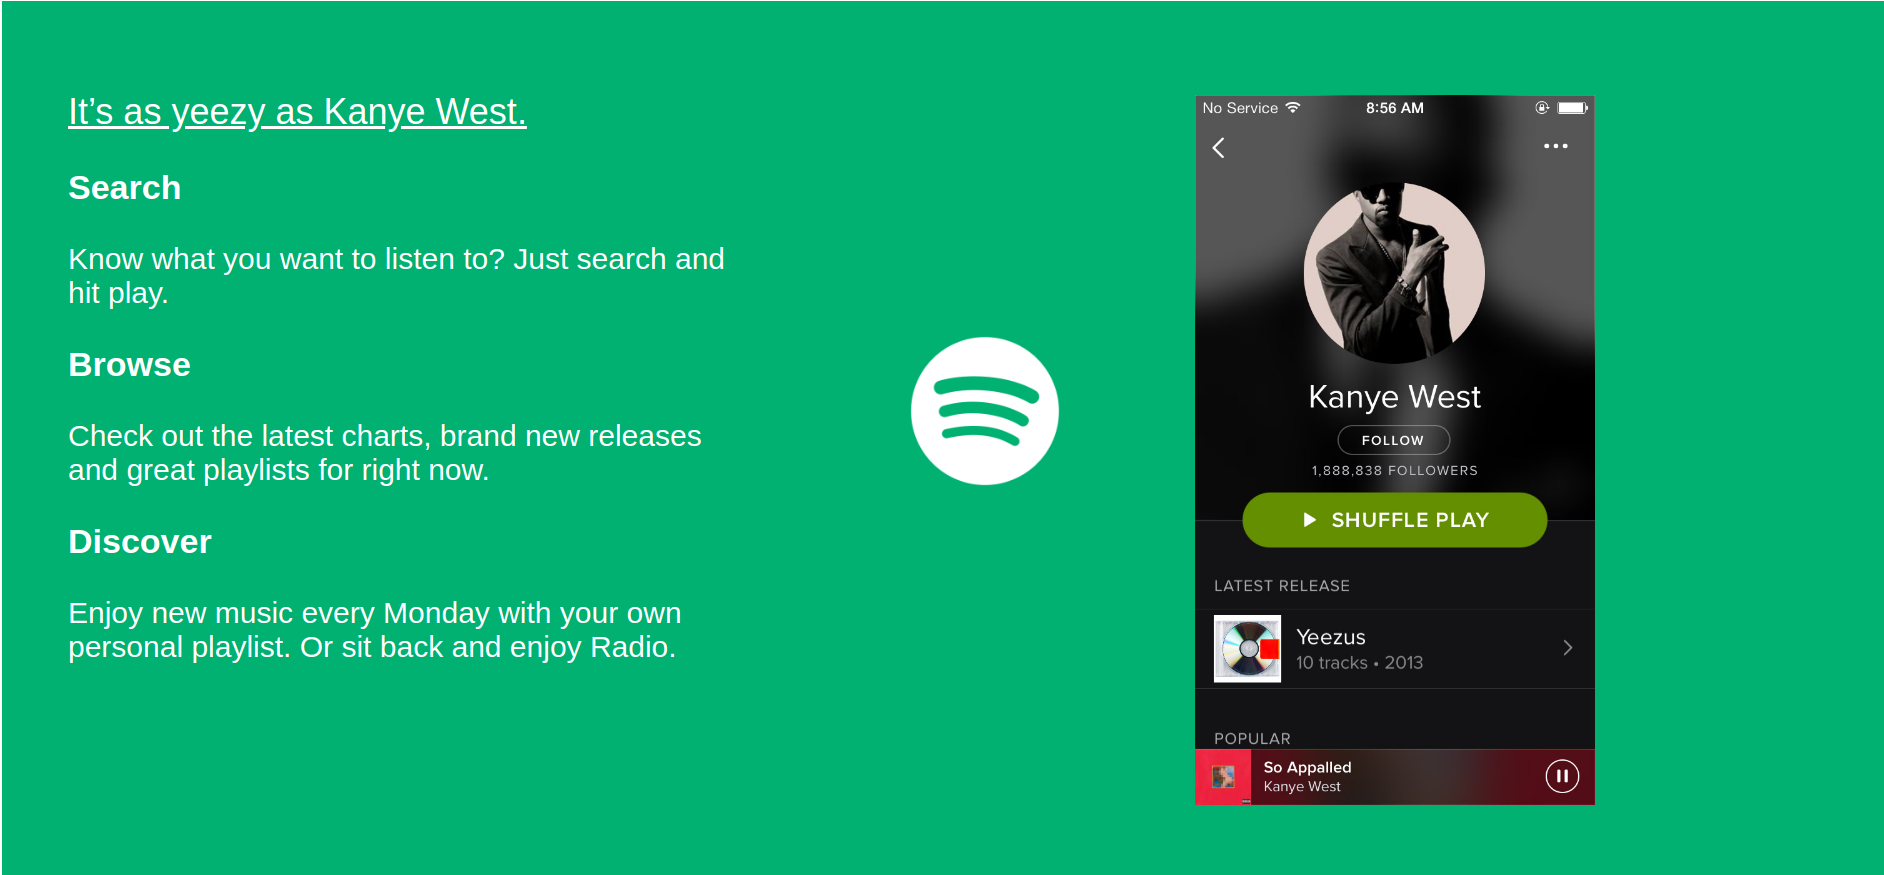 It’s as yeezy as Kanye West.
Search
Know what you want to listen to? Just search and
hit play.
Browse
Check out the latest charts, brand new releases
and great playlists for right now.
Discover
Enjoy new music every Monday with your own
personal playlist. Or sit back and enjoy Radio.
No Service 8:56 AM
Kanye West
FOLLOW
1,888,838 FOLLOWERS
SHUFFLE PLAY
LATEST RELEASE
Yeezus
10 tracks • 2013
POPULAR
So Appalled
Kanye West